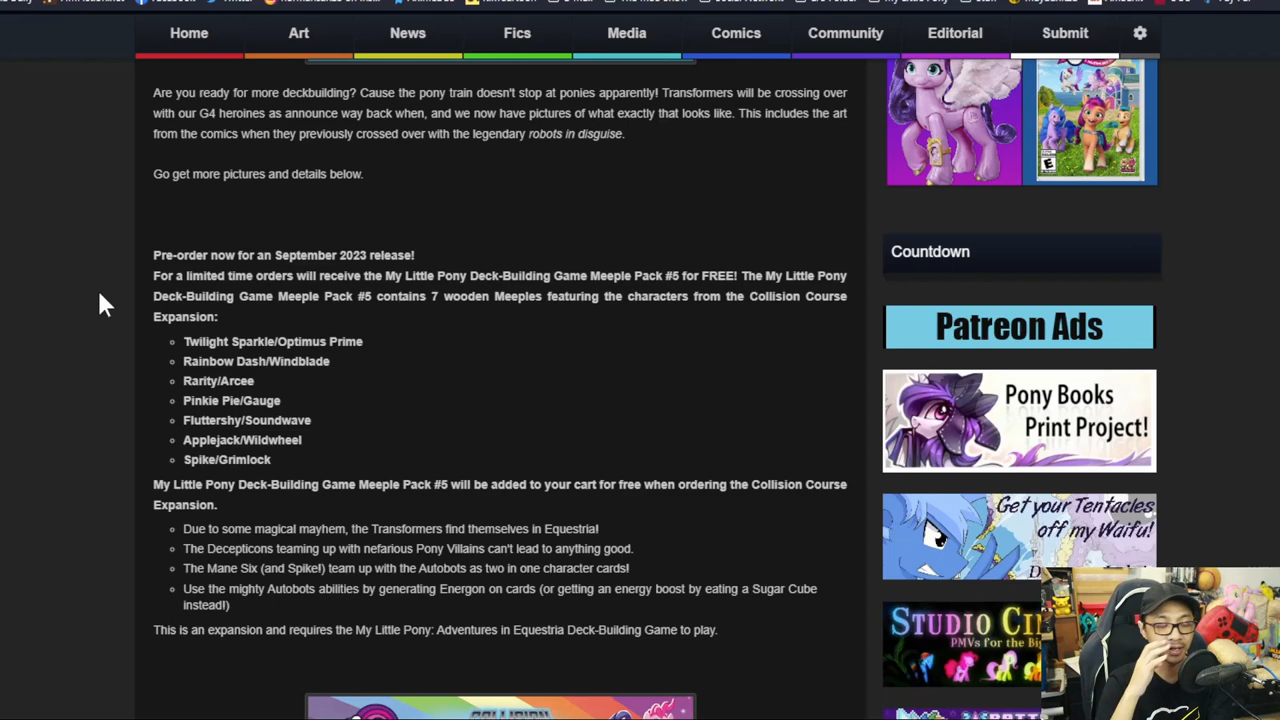 Home Art News Fics Media Comics Community Editorial Submit
Are you ready for more deckbuilding? Cause the pony train doesn't stop at ponies apparently! Transformers will be crossing over
with our G4 heroines as announce way back when, and we now have pictures of what exactly that looks like. This includes the art
from the comics when they previously crossed over with the legendary robots in disguise.
Go get more pictures and details below.
Pre-order now for an September 2023 release!
For a limited time orders will receive the My Little Pony Deck-Building Game Meeple Pack #5 for FREE! The My Little Pony
Deck-Building Game Meeple Pack #5 contains 7 wooden Meeples featuring the characters from the Collision Course
Expansion:
Twilight Sparkle/Optimus Prime
Rainbow Dash/Windblade
Rarity/Arcee
Pinkie Pie/Gauge
Fluttershy/Soundwave
Applejack/Wildwheel
Spike/Grimlock
My Little Pony Deck-Building Game Meeple Pack #5 will be added to your cart for free when ordering the Collision Course
Expansion.
Due to some magical mayhem, the Transformers find themselves in Equestria!
The Decepticons teaming up with nefarious Pony Villains can't lead to anything good.
The Mane Six (and Spike!) team up with the Autobots as two in one character cards!
Use the mighty Autobots abilities by generating Energon on cards (or getting an energy boost by eating a Sugar Cube
instead!)
This is an expansion and requires the My Little Pony: Adventures in Equestria Deck-Building Game to play.
COLLISION
Countdown
Patreon Ads
Pony Books
Print Project!
Get your Tentacles
off my Waifu!
STUDIO
PMVs for the